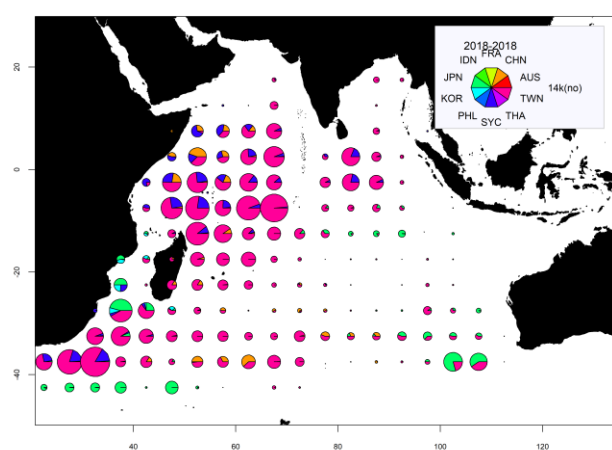 2018-2018
IDN FRA CHN
JPN AUS
KOR TWN
PHL SYC THA
14k(no)
20
0
-20
-40
40 60 80 100 120